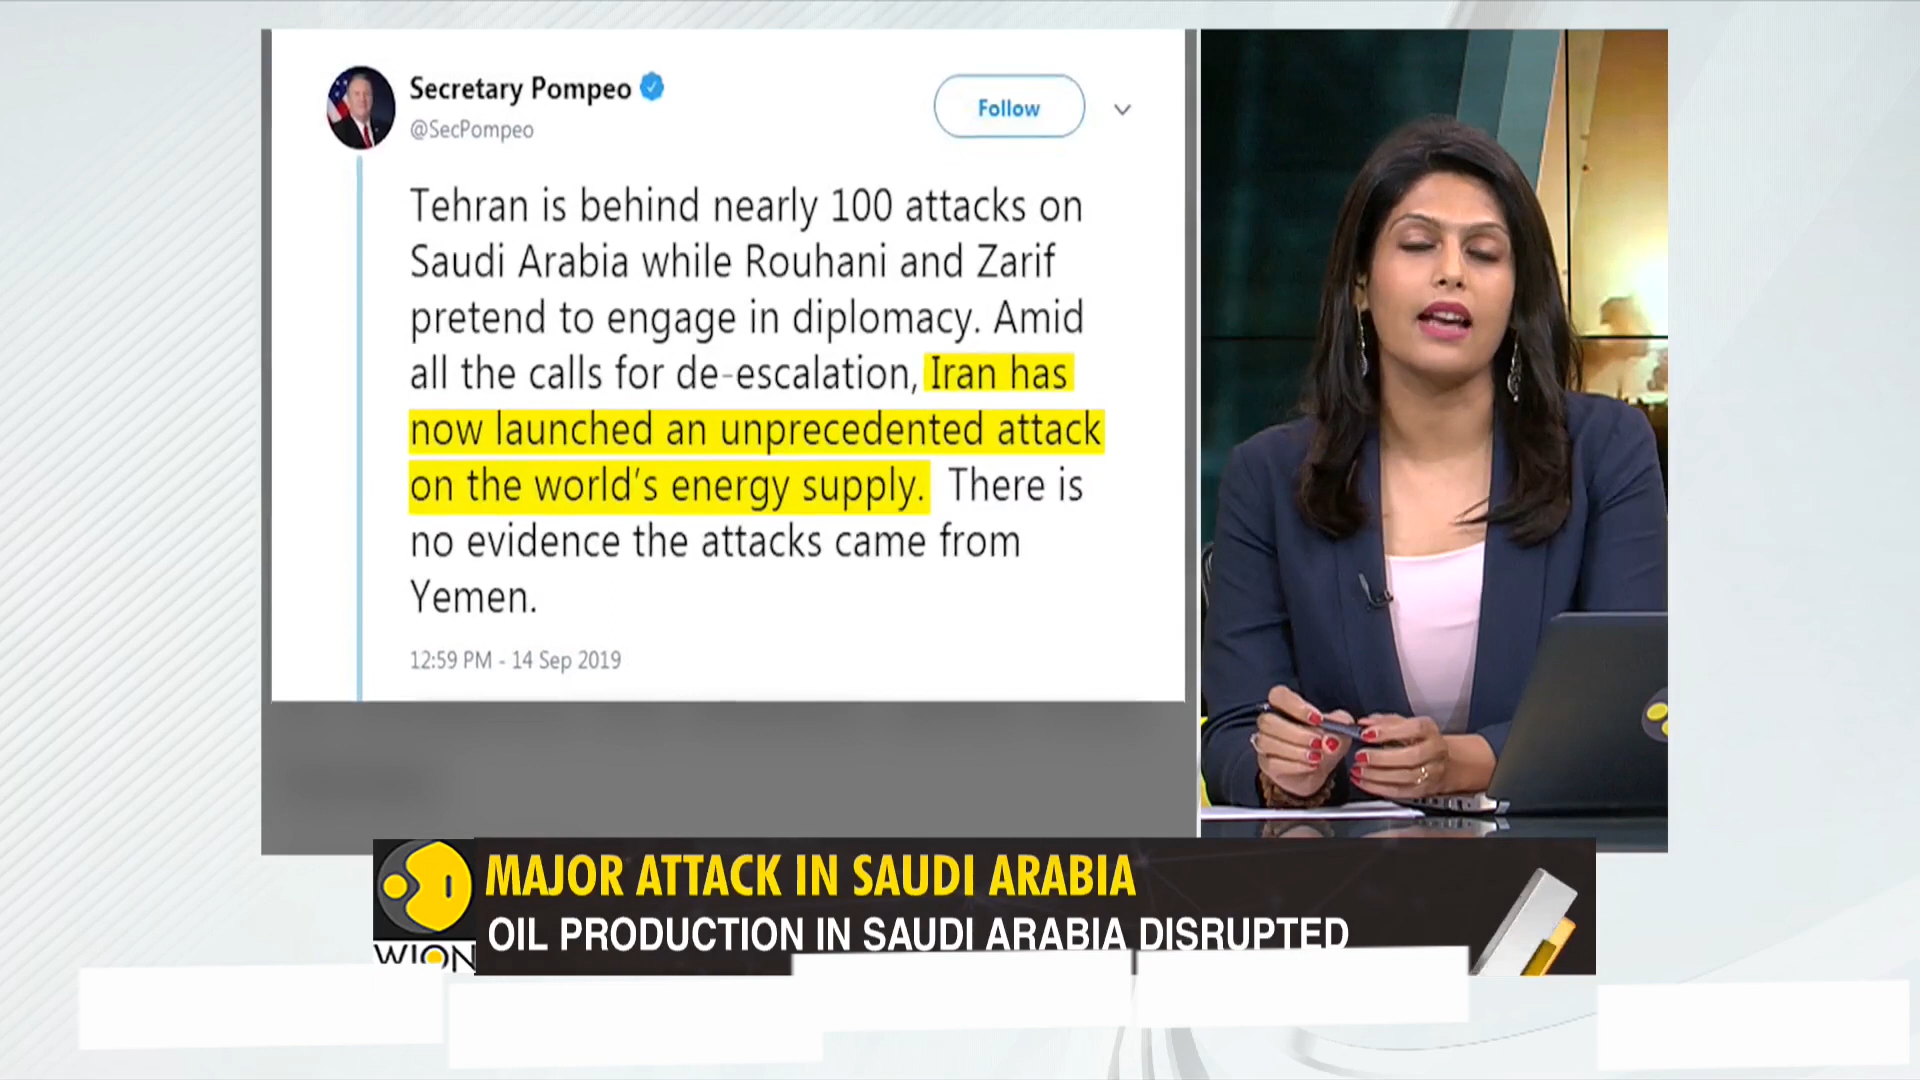 Secretary Pompeo
@SecPompeo
Follow
Tehran is behind nearly 100 attacks on
Saudi Arabia while Rouhani and Zarif
pretend to engage in diplomacy. Amid
all the calls for de-escalation, Iran has
now launched an unprecedented attack
on the world's energy supply. There is
no evidence the attacks came from
Yemen.
12:59 PM - 14 Sep 2019
MAJOR ATTACK IN SAUDI ARABIA
OIL PRODUCTION IN SAUDI ARABIA DISRUPTED
WION